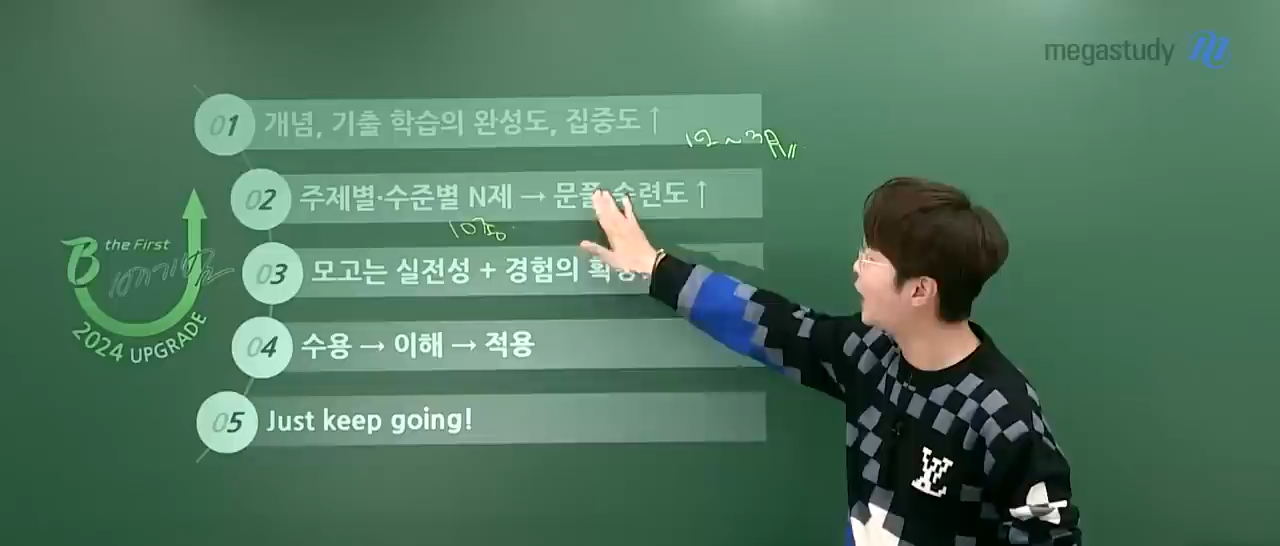 megastudy
01 개념, 기출 학습의 완성도, 집중도 ↑
12~3月
02 주제별·수준별 N제 → 문풀 숙련도 ↑
03 모고는 실전성 + 경험의
04 수용 → 이해 → 적용
05 Just keep going!
B the First
2024 UPGRADE